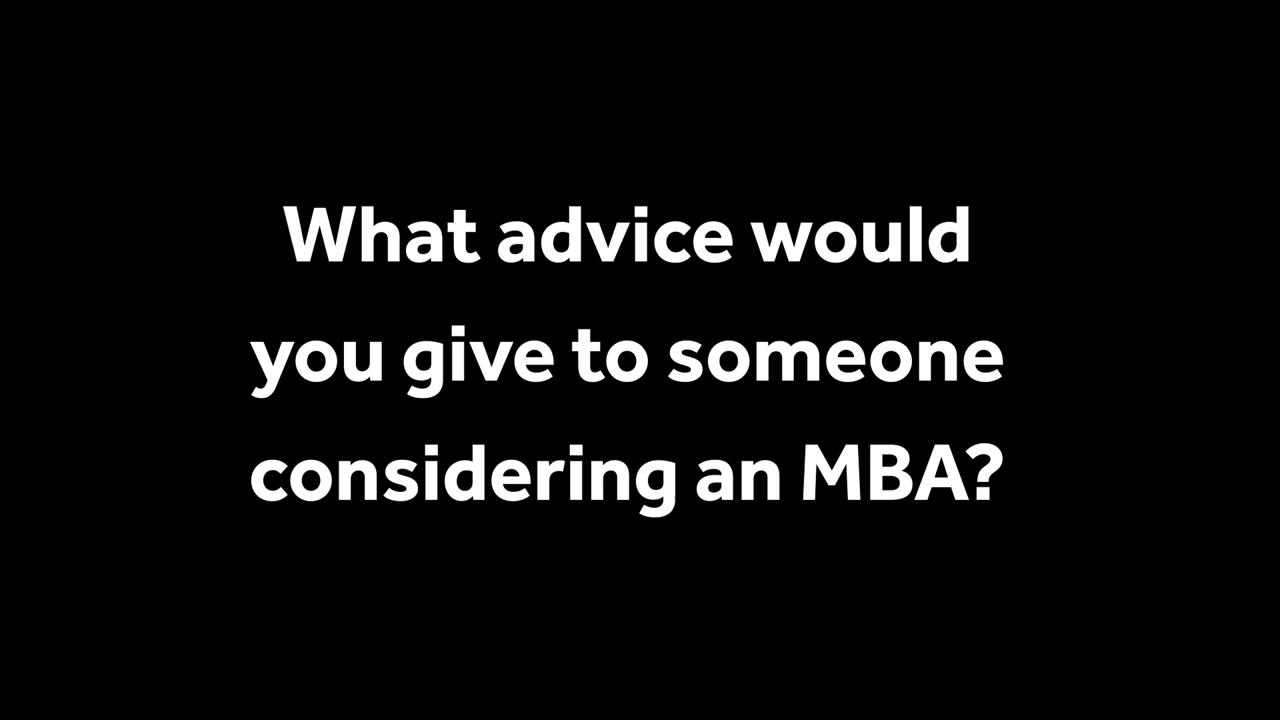 What advice would
you give to someone
considering an MBA?